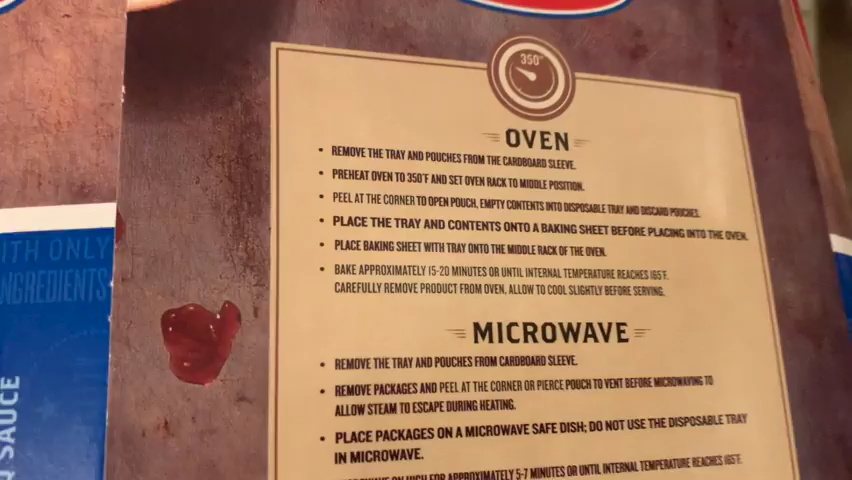 350°
OVEN
• REMOVE THE TRAY AND POUCHES FROM THE CARDBOARD SLEEVE.
• PREHEAT OVEN TO 350°F AND SET OVEN RACK TO MIDDLE POSITION.
• PEEL AT THE CORNER TO OPEN POUCH, EMPTY CONTENTS INTO DISPOSABLE TRAY AND DISCARD POUCHES.
• PLACE THE TRAY AND CONTENTS ONTO A BAKING SHEET BEFORE PLACING INTO THE OVEN.
• PLACE BAKING SHEET WITH TRAY ONTO THE MIDDLE RACK OF THE OVEN.
• BAKE APPROXIMATELY 15-20 MINUTES OR UNTIL INTERNAL TEMPERATURE REACHES 165°F.
CAREFULLY REMOVE PRODUCT FROM OVEN, ALLOW TO COOL SLIGHTLY BEFORE SERVING.
MICROWAVE
• REMOVE THE TRAY AND POUCHES FROM CARDBOARD SLEEVE.
• REMOVE PACKAGES AND PEEL AT THE CORNER OR PIERCE POUCH TO VENT BEFORE MICROWAVING TO
ALLOW STEAM TO ESCAPE DURING HEATING.
• PLACE PACKAGES ON A MICROWAVE SAFE DISH; DO NOT USE THE DISPOSABLE TRAY
IN MICROWAVE.
ON HIGH FOR APPROXIMATELY 5-7 MINUTES OR UNTIL INTERNAL TEMPERATURE REACHES 165°F.
ITH ONLY
NGREDIENTS
Q SAUCE